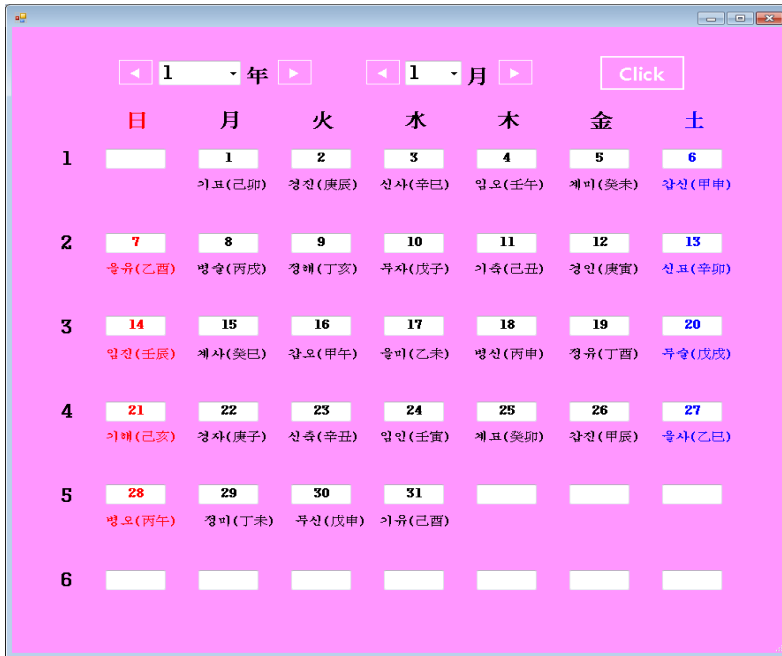 ◄ 1 年 ► ◄ 1 月 ► Click
日 月 火 水 木 金 土
1 1 2 3 4 5 6
기묘(己卯) 경진(庚辰) 신사(辛巳) 임오(壬午) 계미(癸未) 갑신(甲申)
2 7 8 9 10 11 12 13
을유(乙酉) 병술(丙戌) 정해(丁亥) 무자(戊子) 기축(己丑) 경인(庚寅) 신묘(辛卯)
3 14 15 16 17 18 19 20
임진(壬辰) 계사(癸巳) 갑오(甲午) 을미(乙未) 병신(丙申) 정유(丁酉) 무술(戊戌)
4 21 22 23 24 25 26 27
기해(己亥) 경자(庚子) 신축(辛丑) 임인(壬寅) 계묘(癸卯) 갑진(甲辰) 을사(乙巳)
5 28 29 30 31
병오(丙午) 정미(丁未) 무신(戊申) 기유(己酉)
6